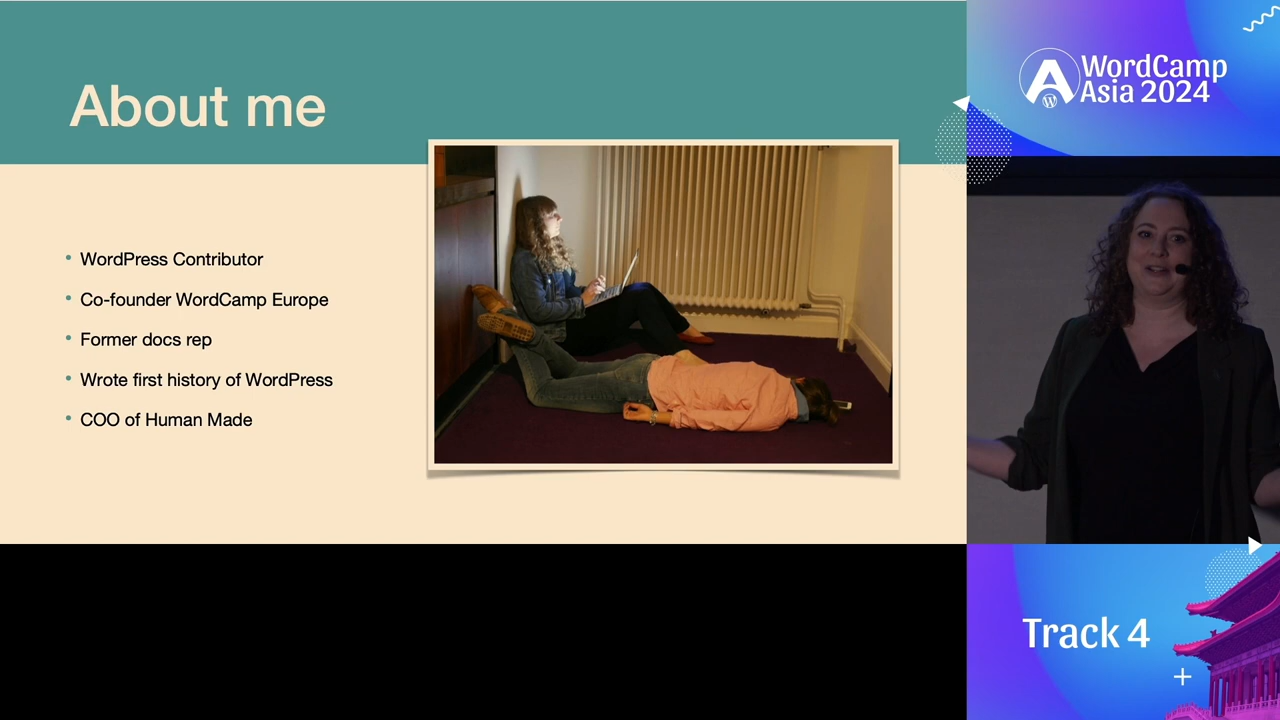 About me
WordPress Contributor
Co-founder WordCamp Europe
Former docs rep
Wrote first history of WordPress
COO of Human Made
WordCamp
Asia 2024
Track 4